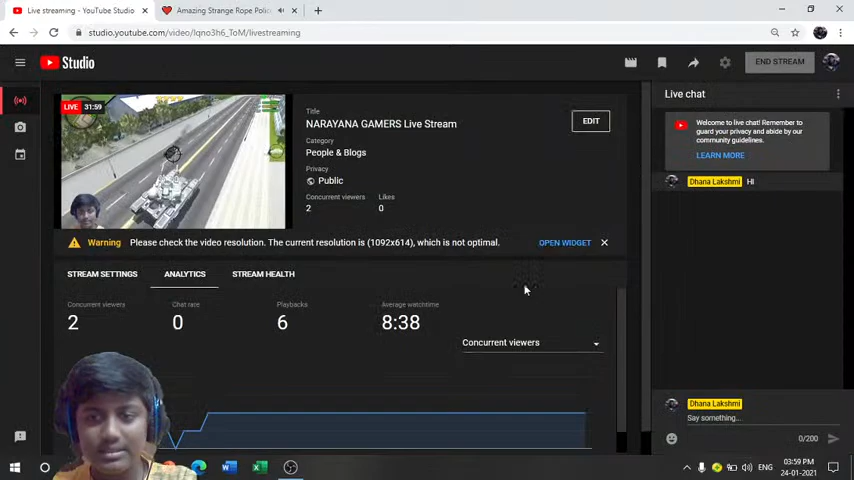 Live streaming - YouTube Studio
Amazing Strange Rope Polic
studio.youtube.com/video/lqno3h6_ToM/livestreaming
Studio
END STREAM
LIVE 31:59
Title
NARAYANA GAMERS Live Stream
EDIT
Category
People & Blogs
Privacy
Public
Concurrent viewers Likes
2 0
Warning Please check the video resolution. The current resolution is (1092x614), which is not optimal. OPEN WIDGET
STREAM SETTINGS ANALYTICS STREAM HEALTH
Concurrent viewers Chat rate Playbacks Average watchtime
2 0 6 8:38
Concurrent viewers
Live chat
Welcome to live chat! Remember to
guard your privacy and abide by our
community guidelines.
LEARN MORE
Dhana Lakshmi HI
Dhana Lakshmi
Say something...
0/200
ENG
03:59 PM
24-01-2021